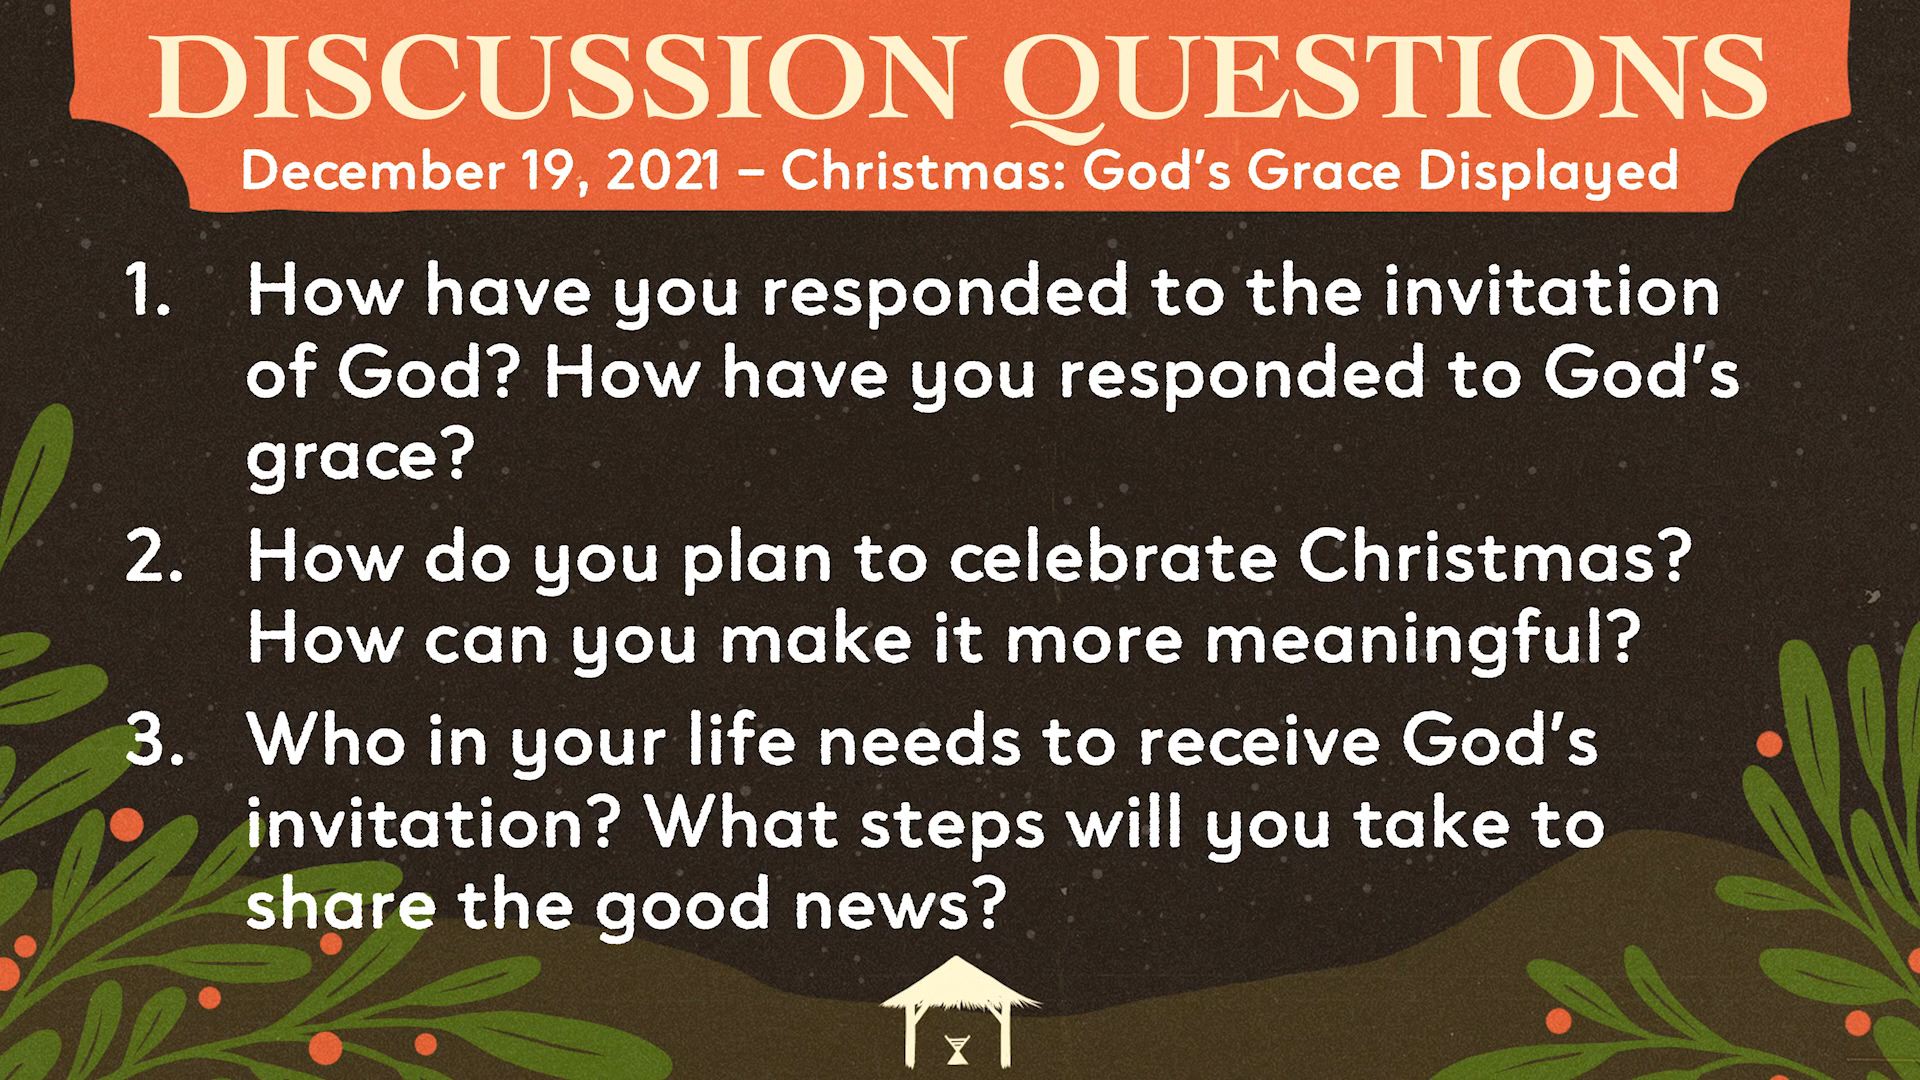 DISCUSSION QUESTIONS
December 19, 2021 – Christmas: God’s Grace Displayed
1. How have you responded to the invitation
of God? How have you responded to God’s
grace?
2. How do you plan to celebrate Christmas?
How can you make it more meaningful?
3. Who in your life needs to receive God’s
invitation? What steps will you take to
share the good news?